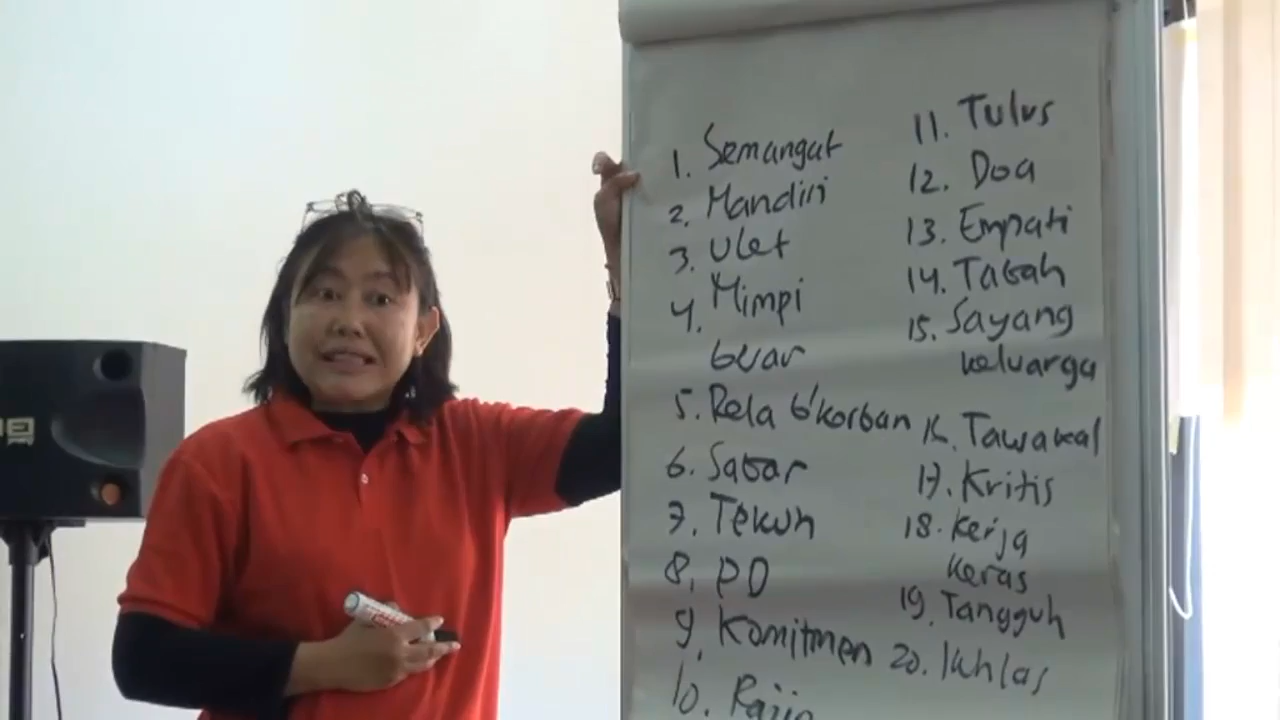 1. Semangat
2. Mandiri
3. Ulet
4. Mimpi
besar
5. Rela b'korban
6. Sabar
7. Tekun
8. PD
9. Komitmen
10. Rajin
11. Tulus
12. Doa
13. Empati
14. Tabah
15. Sayang
keluarga
16. Tawakal
17. Kritis
18. Kerja
keras
19. Tangguh
20. Ikhlas